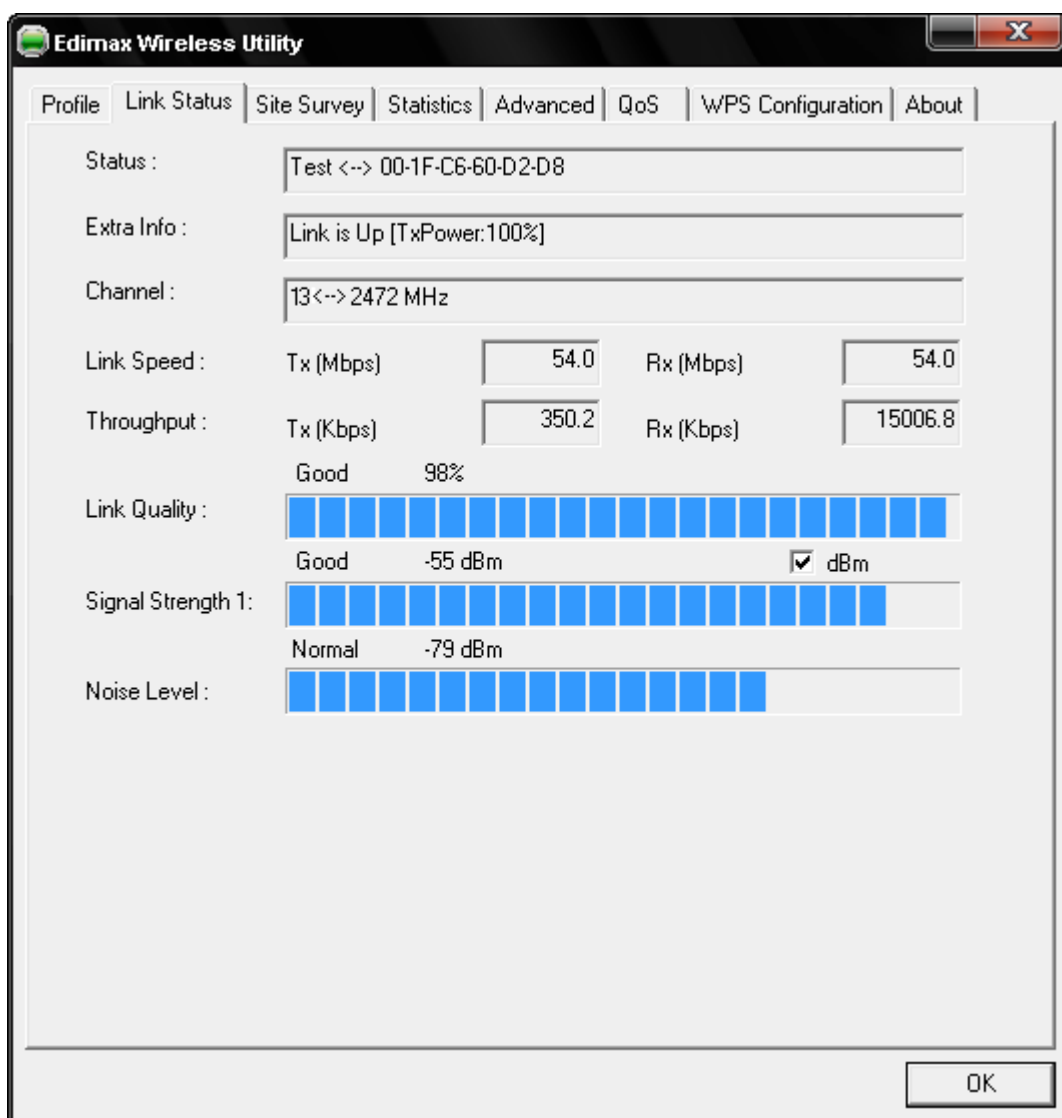 Edimax Wireless Utility
Profile Link Status Site Survey Statistics Advanced QoS WPS Configuration About
Status : Test <--> 00-1F-C6-60-D2-D8
Extra Info : Link is Up [TxPower:100%]
Channel : 13<--> 2472 MHz
Link Speed : Tx (Mbps) 54.0 Rx (Mbps) 54.0
Throughput : Tx (Kbps) 350.2 Rx (Kbps) 15006.8
Good 98%
Link Quality :
Good -55 dBm dBm
Signal Strength 1:
Normal -79 dBm
Noise Level :
OK